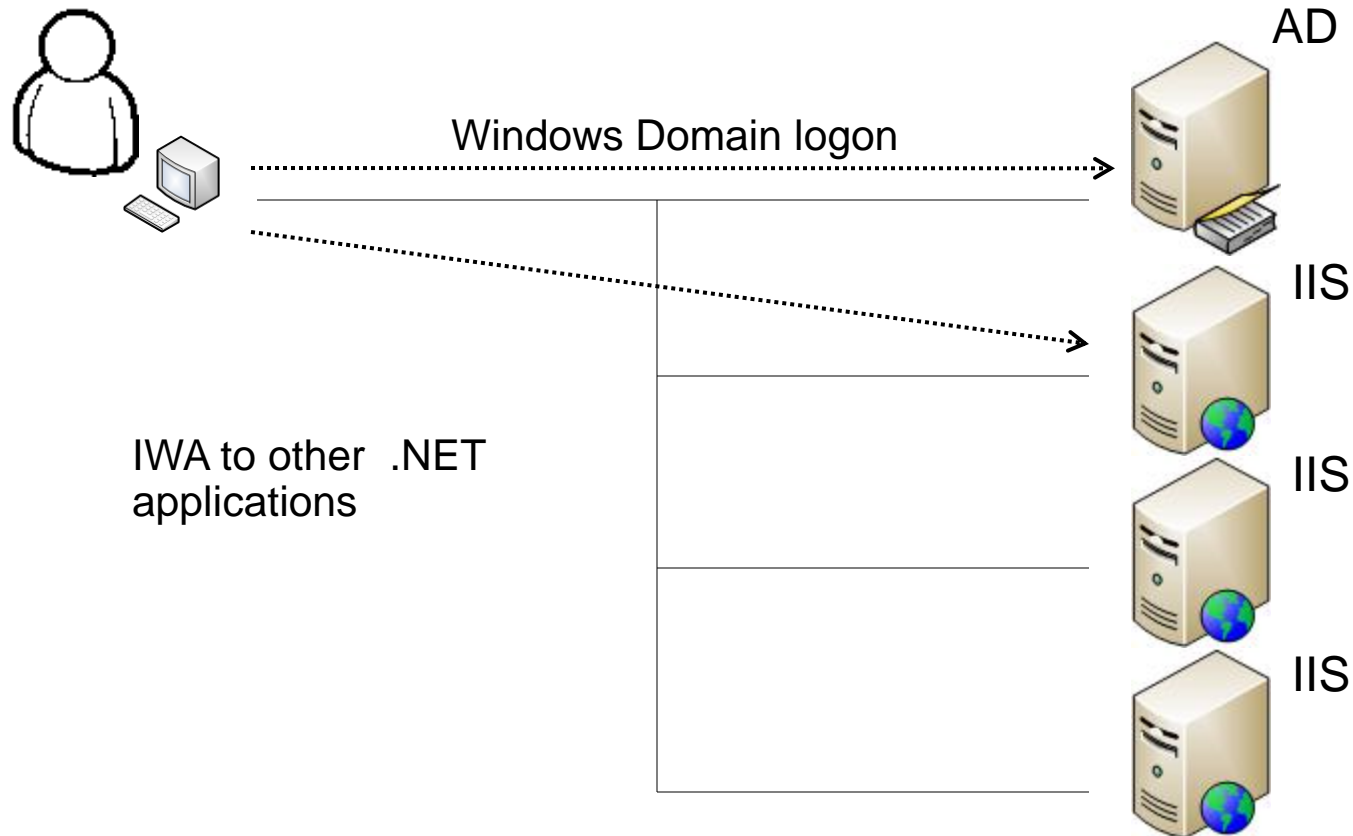 AD
Windows Domain logon
IIS
IWA to other .NET
applications
IIS
IIS